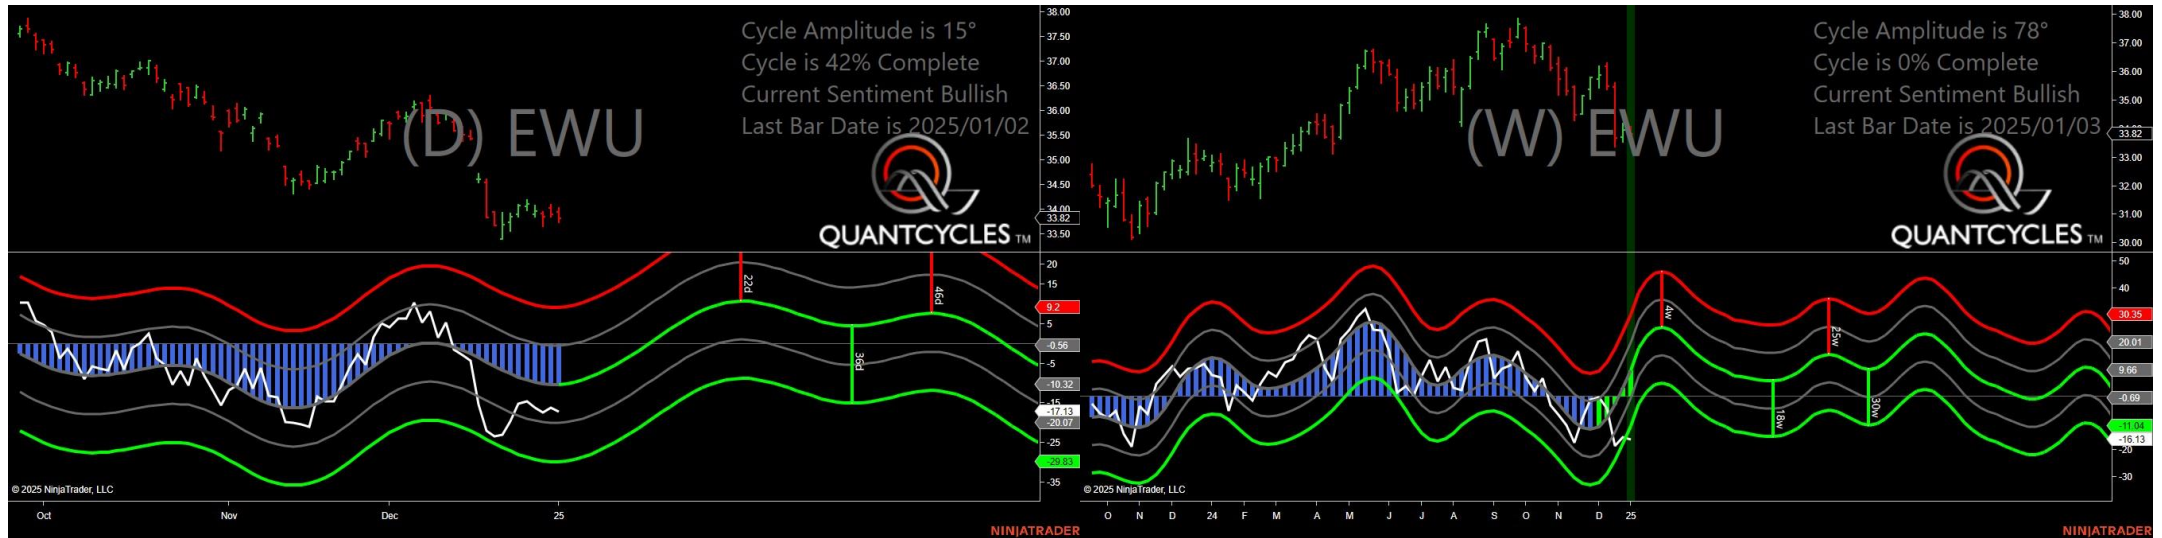 Cycle Amplitude is 15°
Cycle is 42% Complete
Current Sentiment Bullish
Last Bar Date is 2025/01/02
(D) EWU
QUANTCYCLES TM
38.00
37.50
37.00
36.50
36.00
35.50
35.00
34.50
34.00
33.82
33.50
22d
46d
36d
20
15
9.2
5
-0.56
-5
-10.32
-15
-17.13
-20.07
-25
-29.83
-35
© 2025 NinjaTrader, LLC
Oct
Nov
Dec
25
NINJATRADER
Cycle Amplitude is 78°
Cycle is 0% Complete
Current Sentiment Bullish
Last Bar Date is 2025/01/03
(W) EWU
QUANTCYCLES TM
38.00
37.00
36.00
35.00
33.82
33.00
32.00
31.00
30.00
4w
25w
18w
30w
50
40
30.35
20.01
9.66
-0.69
-11.04
-16.13
-20
-30
© 2025 NinjaTrader, LLC
O N D 24 F M A M J J A S O N D 25
NINJATRADER